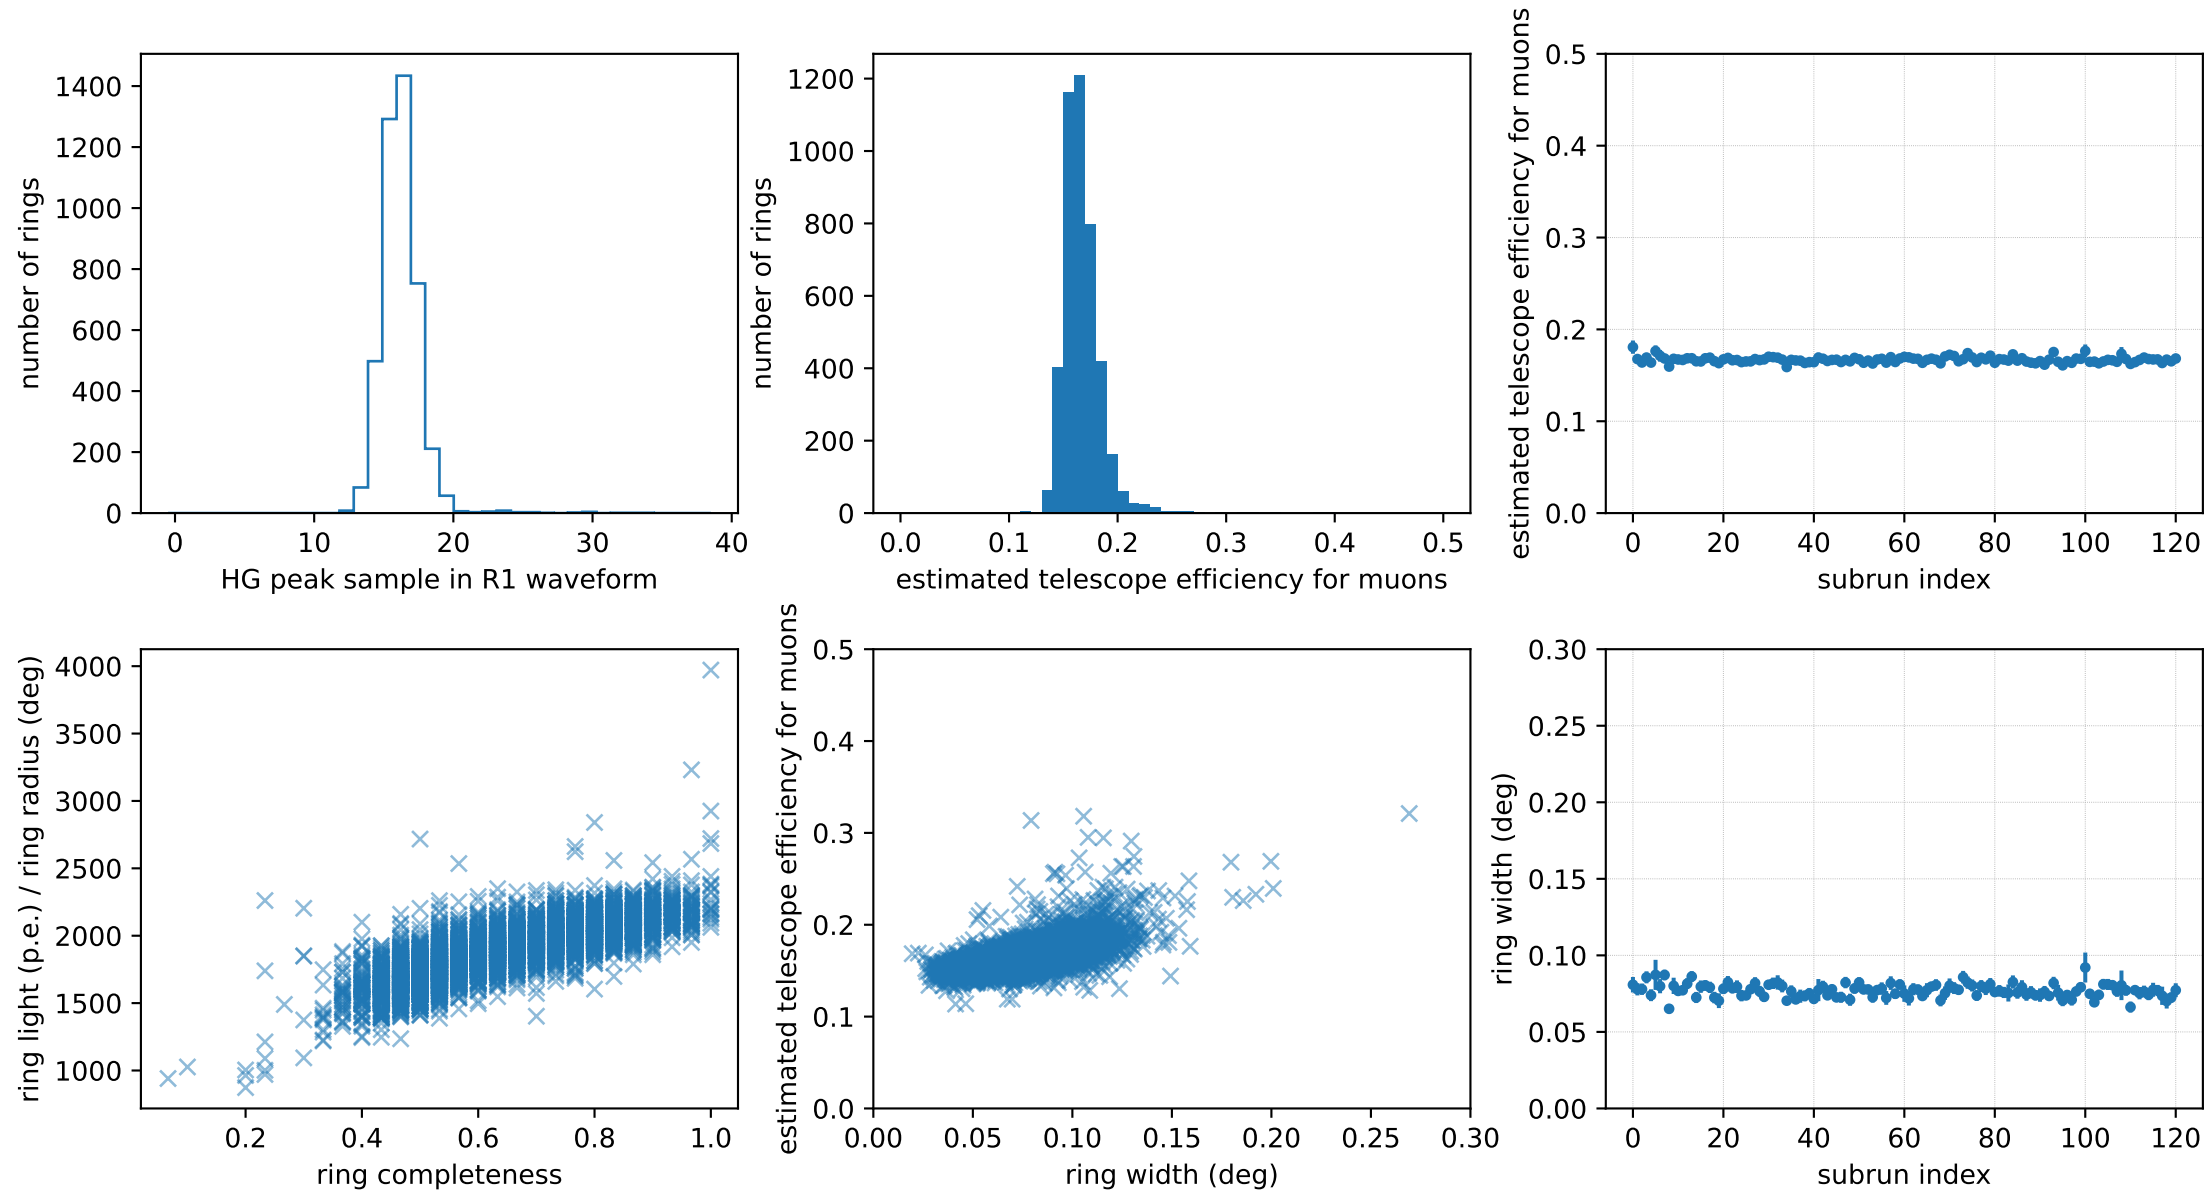 number of rings
1400
1200
1000
800
600
400
200
0
0 10 20 30 40
HG peak sample in R1 waveform
number of rings
1200
1000
800
600
400
200
0
0.0 0.1 0.2 0.3 0.4 0.5
estimated telescope efficiency for muons
estimated telescope efficiency for muons
0.5
0.4
0.3
0.2
0.1
0.0
0 20 40 60 80 100 120
subrun index
ring light (p.e.) / ring radius (deg)
4000
3500
3000
2500
2000
1500
1000
0.2 0.4 0.6 0.8 1.0
ring completeness
estimated telescope efficiency for muons
0.5
0.4
0.3
0.2
0.1
0.0
0.00 0.05 0.10 0.15 0.20 0.25 0.30
ring width (deg)
ring width (deg)
0.30
0.25
0.20
0.15
0.10
0.05
0.00
0 20 40 60 80 100 120
subrun index